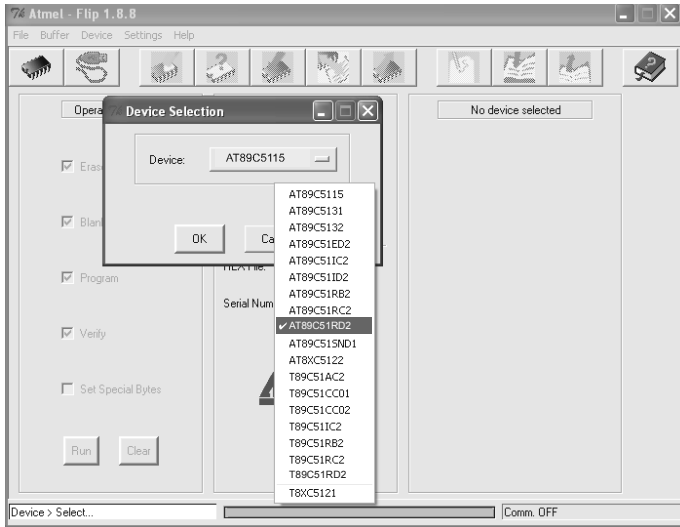 Atmel - Flip 1.8.8
File Buffer Device Settings Help
Device Selection
Device: AT89C5115
OK
No device selected
Program
Verify
Set Special Bytes
Run Clear
HEX File:
Serial Num
AT89C5115
AT89C5131
AT89C5132
AT89C51ED2
AT89C51IC2
AT89C51ID2
AT89C51RB2
AT89C51RC2
✔ AT89C51RD2
AT89C51SND1
AT8XC5122
T89C51AC2
T89C51CC01
T89C51CC02
T89C51IC2
T89C51RB2
T89C51RC2
T89C51RD2
T8XC5121
Device > Select...
Comm. OFF